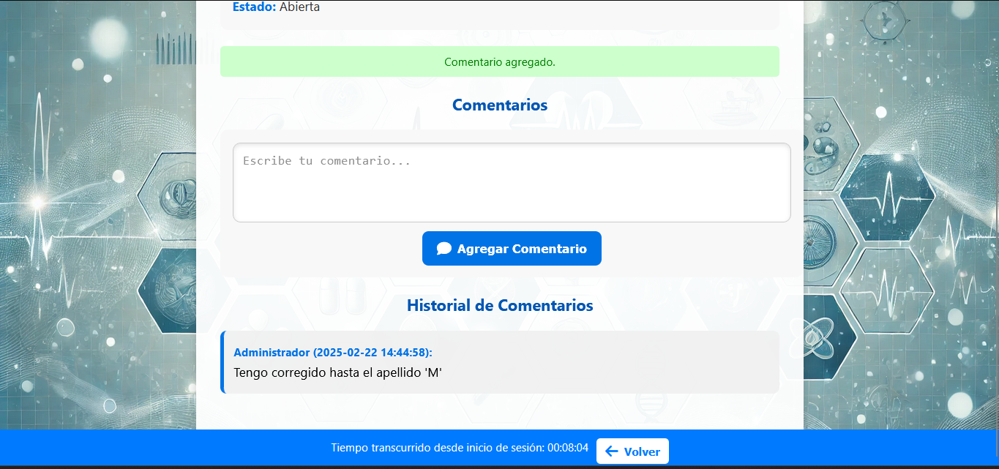 Estado: Abierta
Comentario agregado.
Comentarios
Escribe tu comentario...
Agregar Comentario
Historial de Comentarios
Administrador (2025-02-22 14:44:58):
Tengo corregido hasta el apellido 'M'
Tiempo transcurrido desde inicio de sesión: 00:08:04
Volver